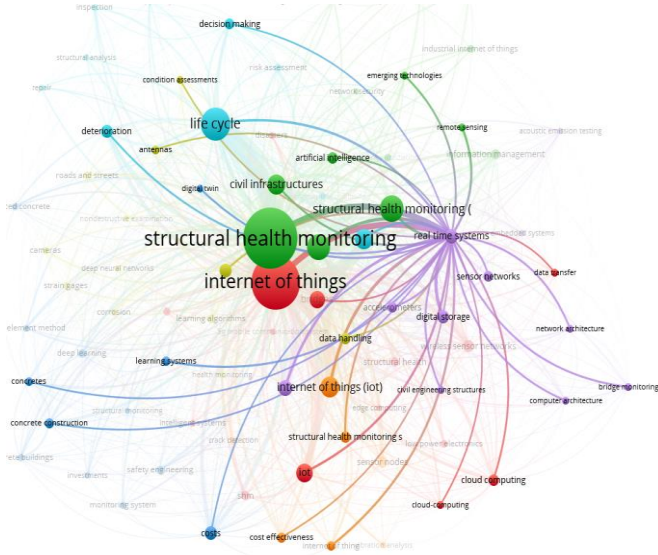 inspection
decision making
industrial internet of things
structural analysis
risk assessment
emerging technologies
condition assessments
repair
network security
life cycle
deterioration
remote sensing
acoustic emission testing
antennas
artificial intelligence
information management
roads and streets
digital twin
civil infrastructures
structural health monitoring (
real time systems
embedded systems
structural health monitoring
cameras
deep neural networks
sensor networks
data transfer
internet of things
strain gages
accelerometers
corrosion
learning algorithms
digital storage
network architecture
element method
data handling
wireless sensor networks
deep learning
learning systems
structural health
health monitoring
concretes
internet of things (iot)
civil engineering structures
bridge monitoring
computer architecture
structural monitoring
edge computing
concrete construction
intelligent systems
structural health monitoring s
crack detection
low power electronics
sensor nodes
safety engineering
iot
investments
cloud computing
shm
monitoring system
cloud-computing
costs
cost effectiveness
internet of thing